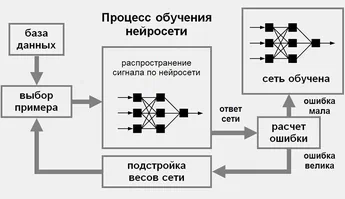 Процесс обучения
нейросети
база
данных
выбор
примера
распространение
сигнала по нейросети
сеть обучена
ответ
сети
ошибка
мала
расчет
ошибки
ошибка
велика
подстройка
весов сети